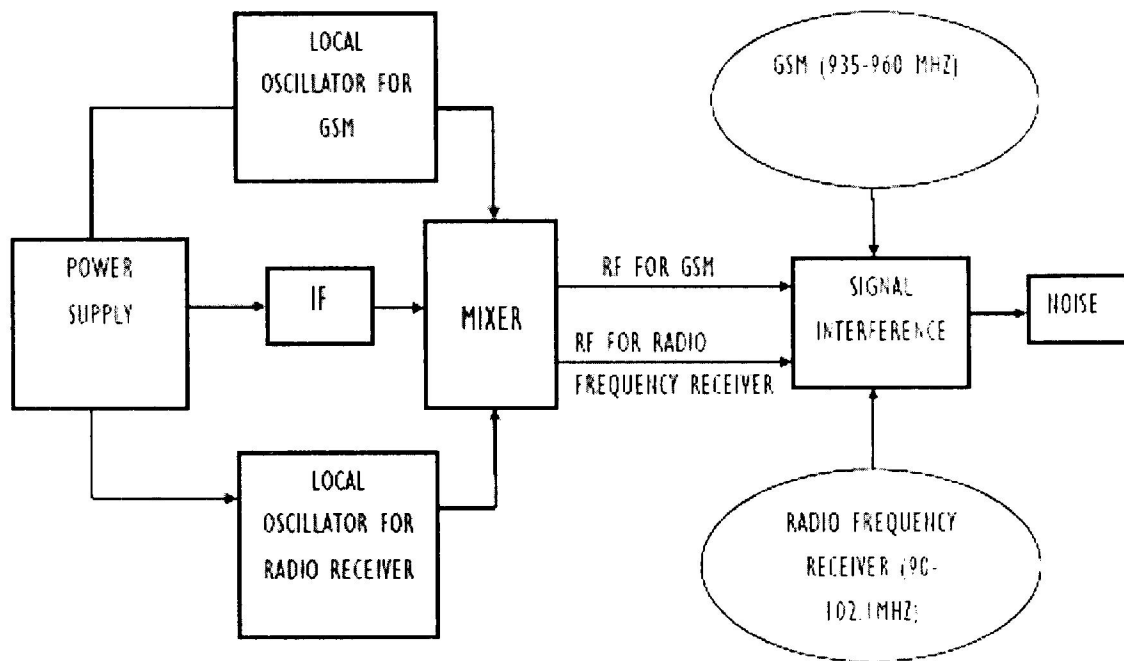 LOCAL
OSCILLATOR FOR
GSM
GSM (935-960 MHZ)
POWER
SUPPLY
IF
MIXER
RF FOR GSM
RF FOR RADIO
FREQUENCY RECEIVER
SIGNAL
INTERFERENCE
NOISE
LOCAL
OSCILLATOR FOR
RADIO RECEIVER
RADIO FREQUENCY
RECEIVER (90-
102.1MHZ)